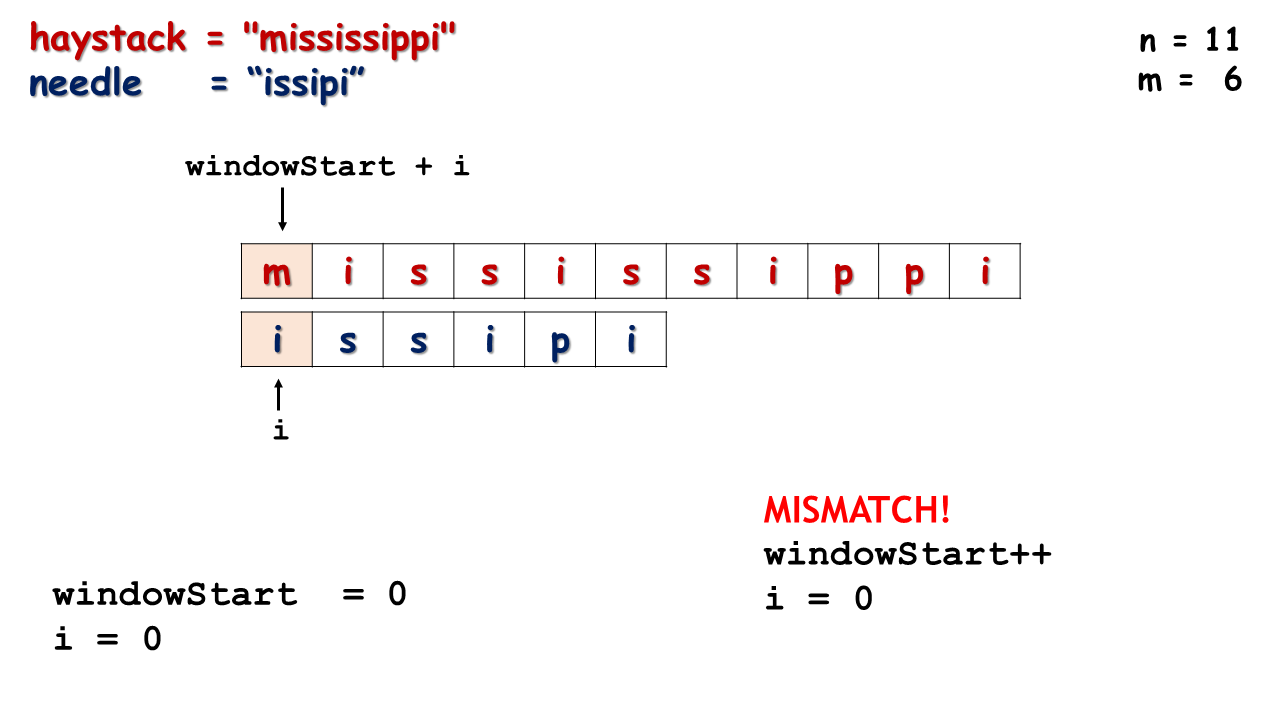 haystack = "mississippi"
needle = “issipi”
n = 11
m = 6
windowStart + i
m i s s i s s i p p i
i s s i p i
i
MISMATCH!
windowStart++
i = 0
windowStart = 0
i = 0